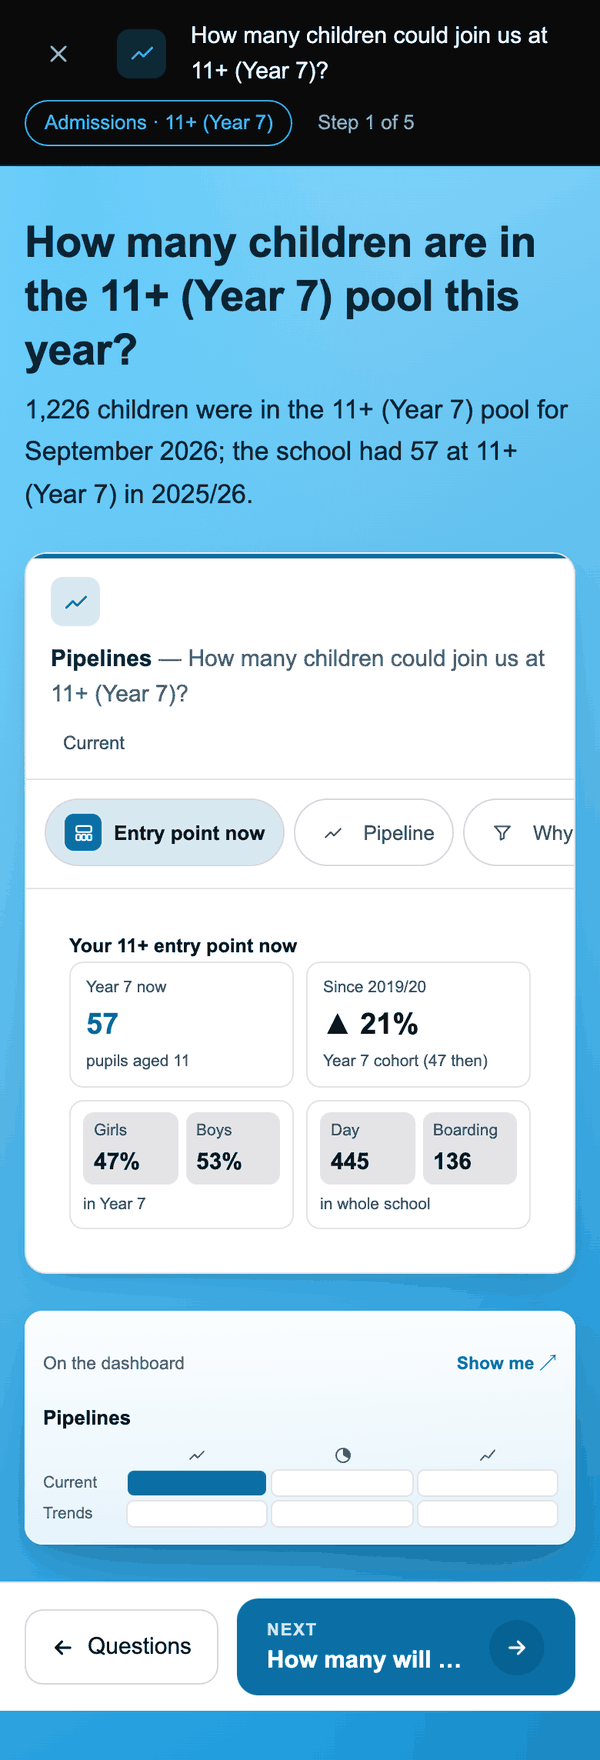 How many children could join us at
11+ (Year 7)?
Admissions · 11+ (Year 7)
Step 1 of 5
How many children are in
the 11+ (Year 7) pool this
year?
1,226 children were in the 11+ (Year 7) pool for
September 2026; the school had 57 at 11+
(Year 7) in 2025/26.
Pipelines — How many children could join us at
11+ (Year 7)?
Current
Entry point now
Pipeline
Why
Your 11+ entry point now
Year 7 now
57
pupils aged 11
Since 2019/20
▲ 21%
Year 7 cohort (47 then)
Girls
47%
Boys
53%
in Year 7
Day
445
Boarding
136
in whole school
On the dashboard
Show me ↗
Pipelines
Current
Trends
← Questions
NEXT
How many will ... →